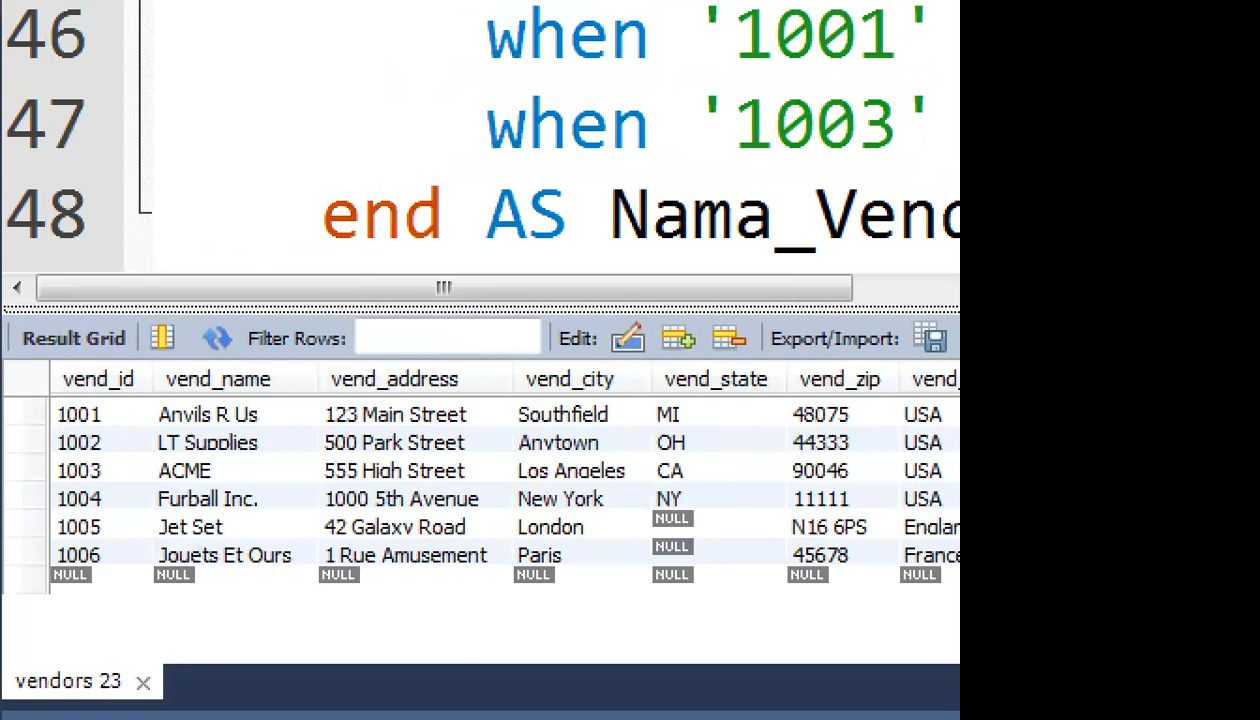 46 when '1001'
47 when '1003'
48 end AS Nama_Vend
Result Grid Filter Rows: Edit: Export/Import:
vend_id vend_name vend_address vend_city vend_state vend_zip vend_
1001 Anvils R Us 123 Main Street Southfield MI 48075 USA
1002 LT Supplies 500 Park Street Anytown OH 44333 USA
1003 ACME 555 High Street Los Angeles CA 90046 USA
1004 Furball Inc. 1000 5th Avenue New York NY 11111 USA
1005 Jet Set 42 Galaxy Road London NULL N16 6PS England
1006 Jouets Et Ours 1 Rue Amusement Paris NULL 45678 France
NULL NULL NULL NULL NULL NULL NULL
vendors 23